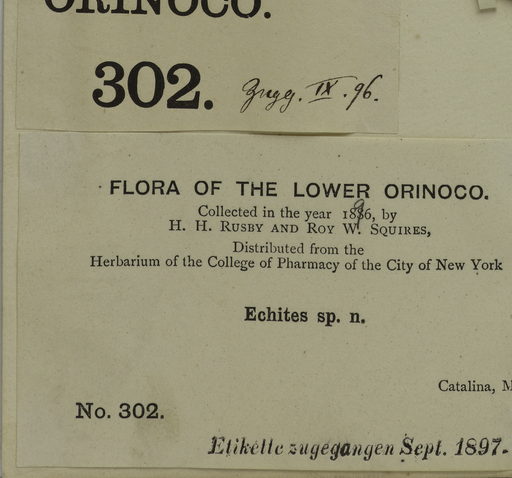 ORINOCO.
302. Zugg. IX. 96.
FLORA OF THE LOWER ORINOCO.
Collected in the year 1896, by
H. H. RUSBY AND ROY W. SQUIRES,
Distributed from the
Herbarium of the College of Pharmacy of the City of New York
Echites sp. n.
Catalina, M
No. 302.
Etikette zugegangen Sept. 1897.